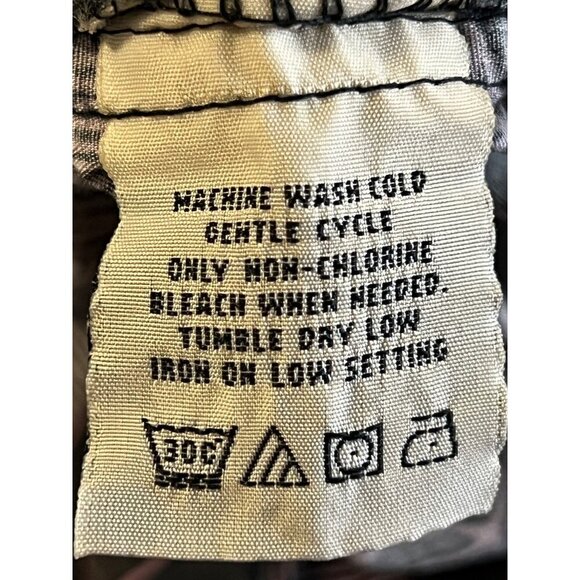 MACHINE WASH COLD
GENTLE CYCLE
ONLY NON-CHLORINE
BLEACH WHEN NEEDED.
TUMBLE DRY LOW
IRON ON LOW SETTING
30C